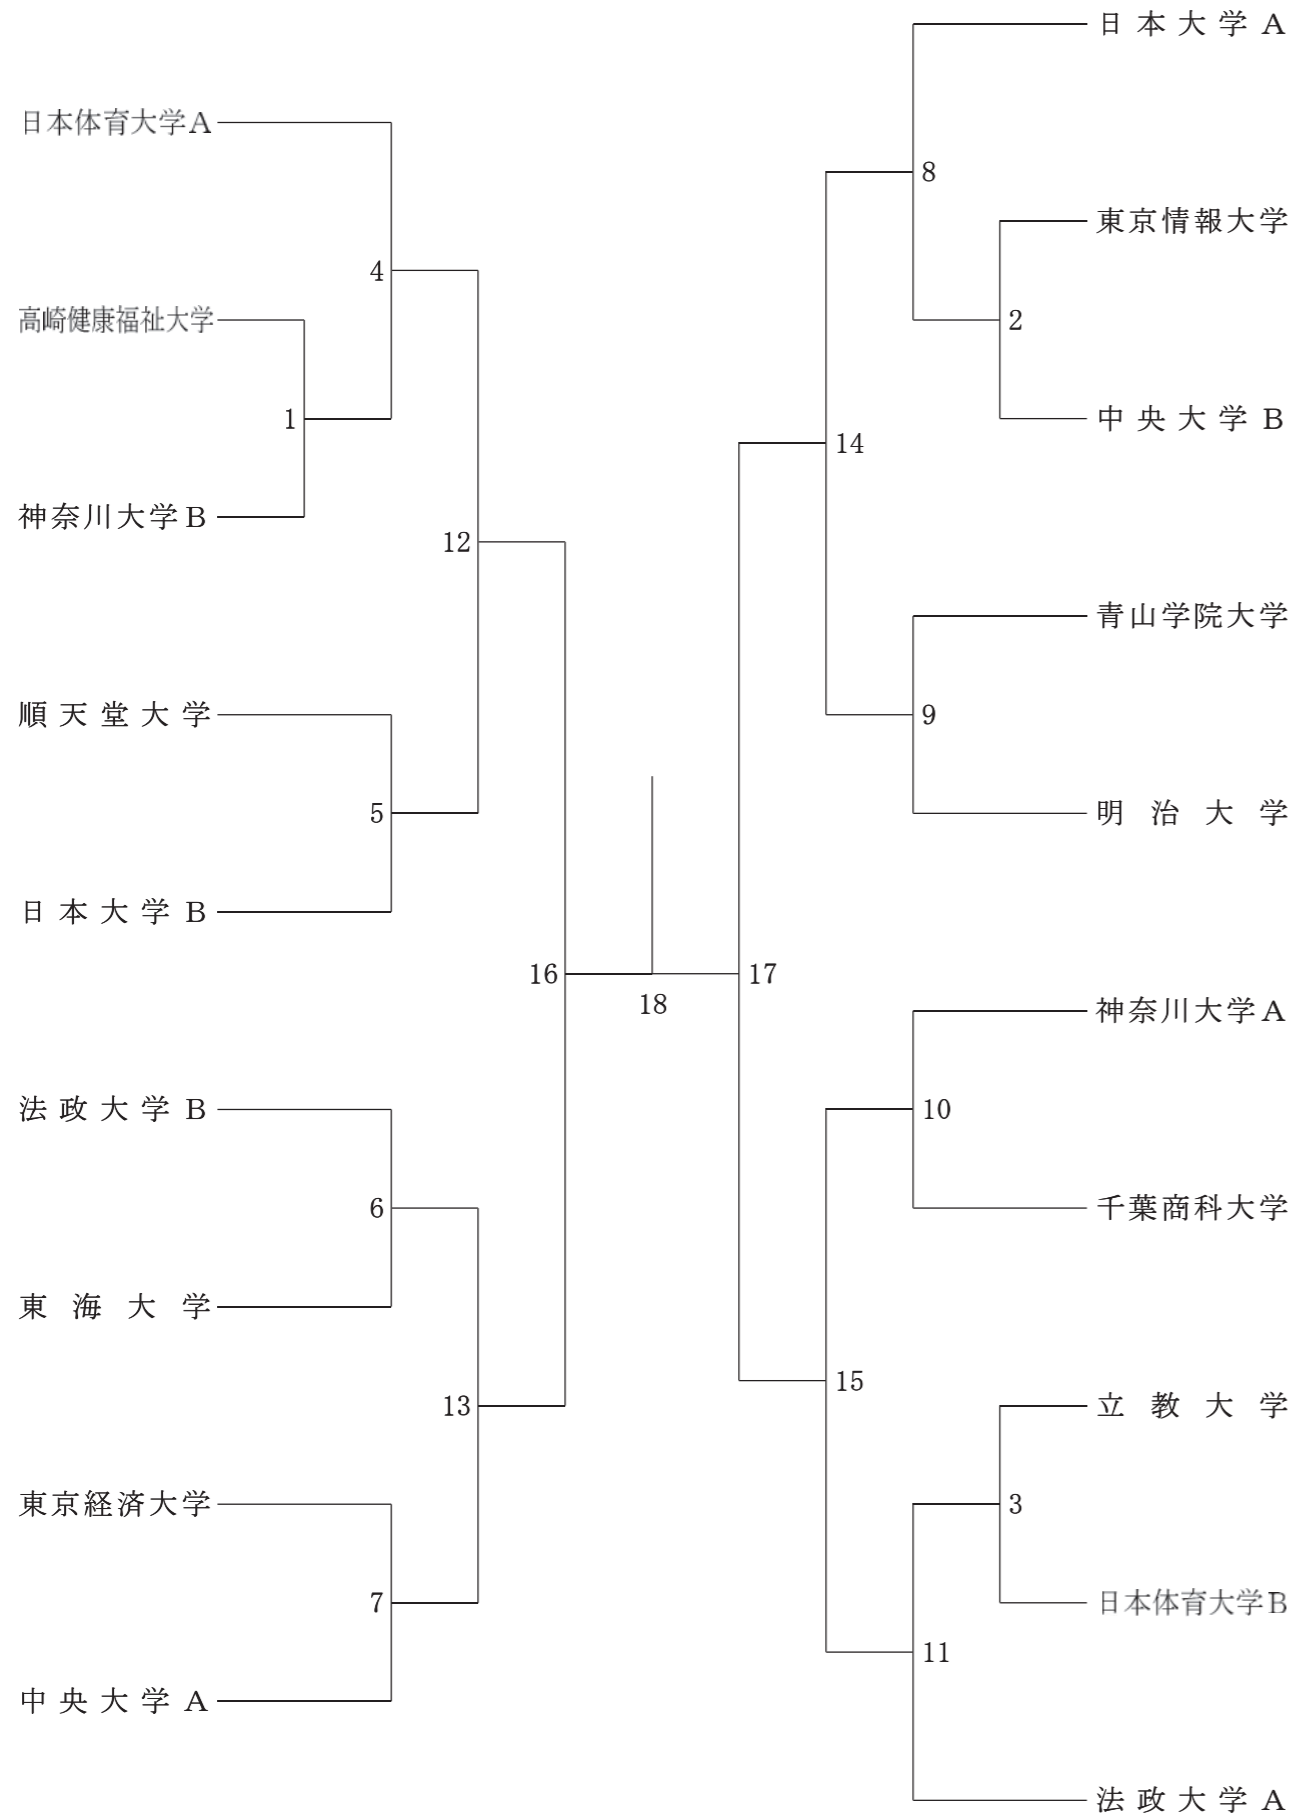 日本体育大学A
4
高崎健康福祉大学
1
神奈川大学B
12
順天堂大学
5
日本大学B
16
18
法政大学B
6
東海大学
13
東京経済大学
7
中央大学A
日本大学A
8
東京情報大学
2
中央大学B
14
青山学院大学
9
明治大学
17
神奈川大学A
10
千葉商科大学
15
立教大学
3
日本体育大学B
11
法政大学A